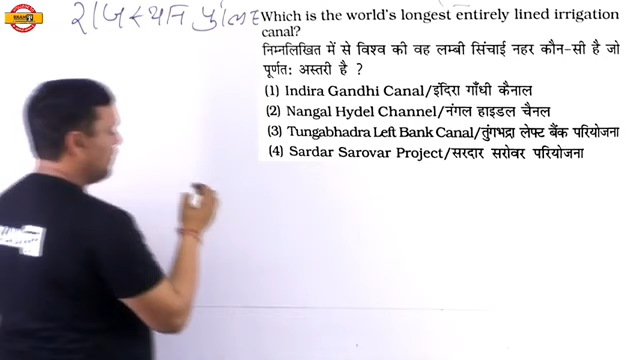 राजस्थान पुलिस
Which is the world's longest entirely lined irrigation
canal?
निम्नलिखित में से विश्व की वह लम्बी सिंचाई नहर कौन-सी है जो
पूर्णत: अस्तरी है ?
(1) Indira Gandhi Canal/इंदिरा गाँधी कैनाल
(2) Nangal Hydel Channel/नंगल हाइडल चैनल
(3) Tungabhadra Left Bank Canal/तुंगभद्रा लेफ्ट बैंक परियोजना
(4) Sardar Sarovar Project/सरदार सरोवर परियोजना